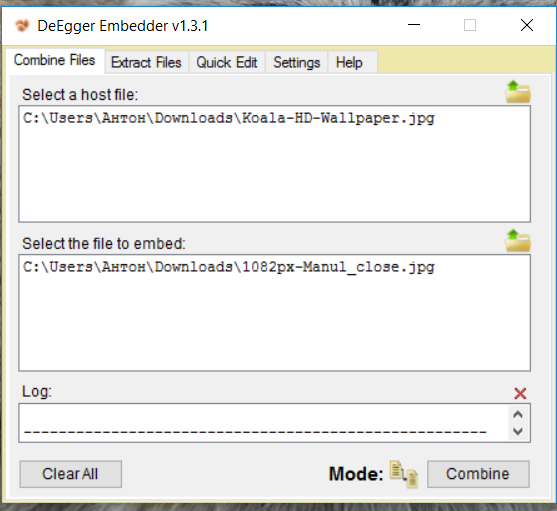 DeEgger Embedder v1.3.1
Combine Files Extract Files Quick Edit Settings Help
Select a host file:
C:\Users\Антон\Downloads\Koala-HD-Wallpaper.jpg
Select the file to embed:
C:\Users\Антон\Downloads\1082px-Manul_close.jpg
Log:
----------------------------------------------------
Clear All Mode: Combine